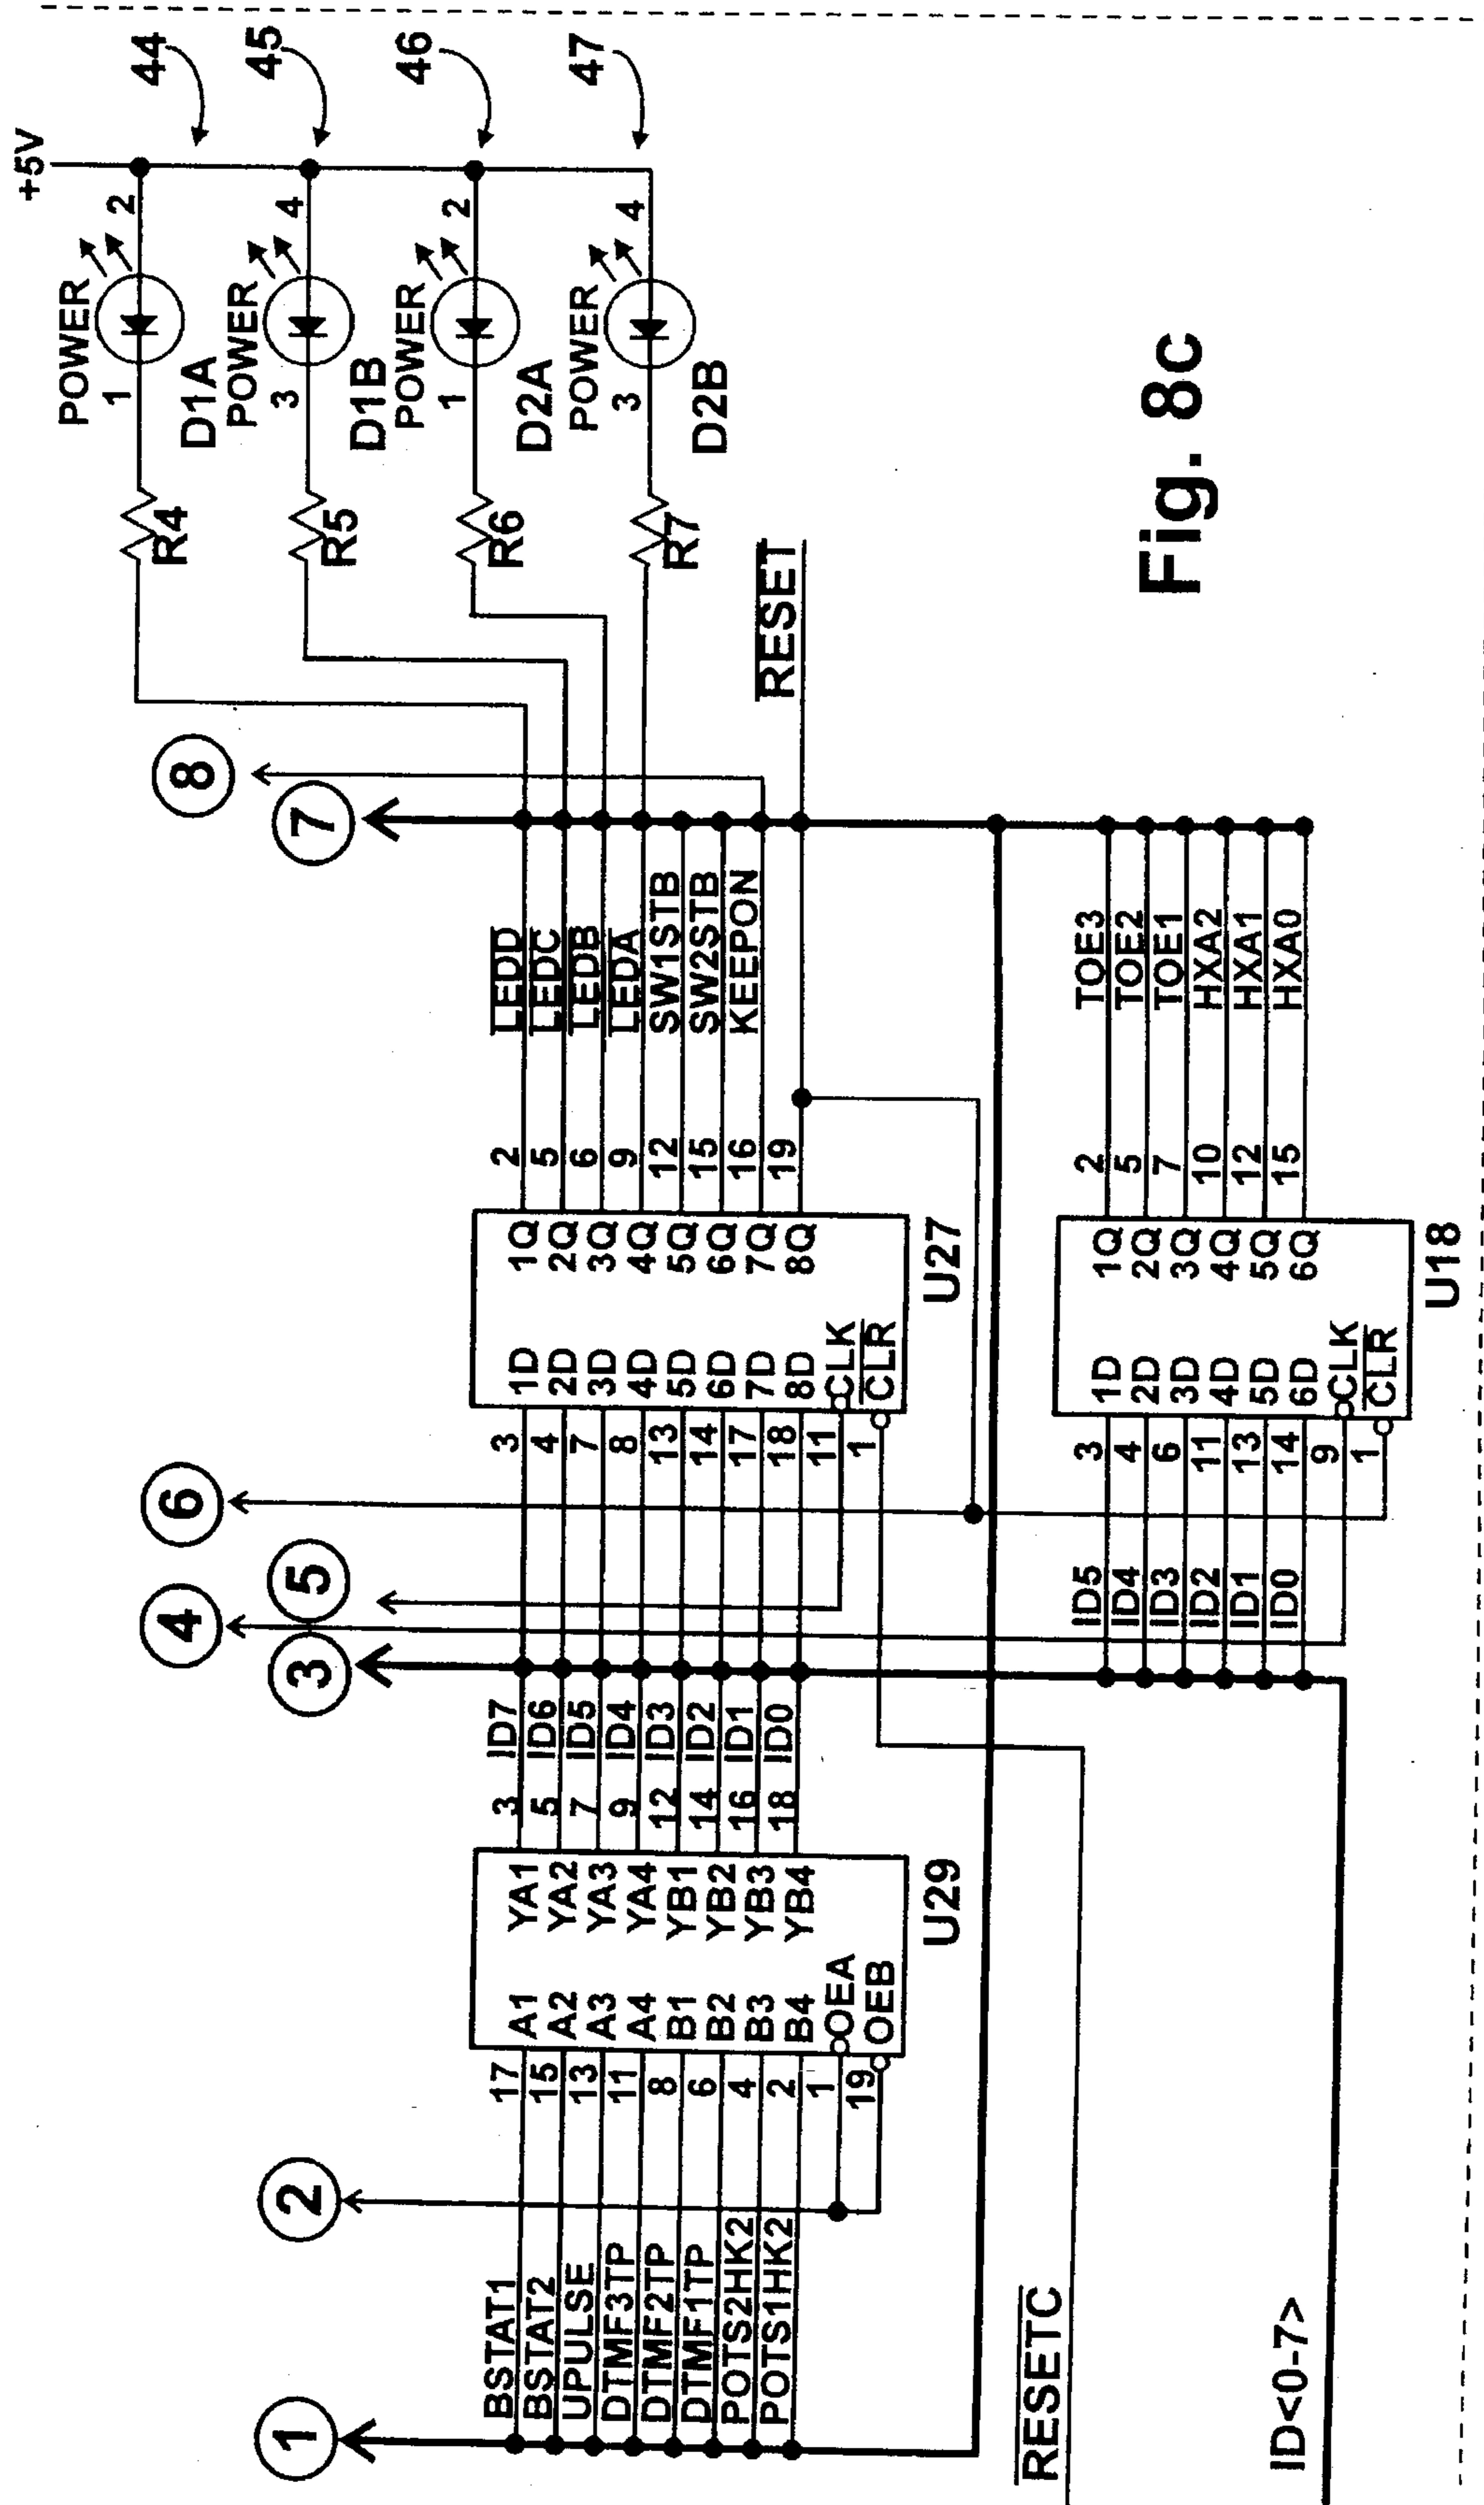 +5V
44
45
46
47
POWER
1
2
D1A
R4
POWER
3
4
D1B
R5
POWER
1
2
D2A
R6
POWER
3
4
D2B
R7
8
7
6
5
4
3
2
1
BSTAT1
BSTAT2
UPULSE
DTMF3TP
DTMF2TP
DTMF1TP
POTS2HK2
POTS1HK2
17
15
13
11
8
6
4
2
1
19
A1 YA1
A2 YA2
A3 YA3
A4 YA4
B1 YB1
B2 YB2
B3 YB3
B4 YB4
OEA
OEB
U29
3 ID7
5 ID6
7 ID5
9 ID4
12 ID3
14 ID2
16 ID1
18 ID0
3
4
7
8
13
14
17
18
11
1
1D 1Q
2D 2Q
3D 3Q
4D 4Q
5D 5Q
6D 6Q
7D 7Q
8D 8Q
CLK
CLR
U27
2 LEDD
5 LEDC
6 LEDB
9 LEDA
12 SW1STB
15 SW2STB
16 KEEPON
19
RESET
ID5 3
ID4 4
ID3 6
ID2 11
ID1 13
ID0 14
9
1
1D 1Q
2D 2Q
3D 3Q
4D 4Q
5D 5Q
6D 6Q
CLK
CLR
U18
2 TOE3
5 TOE2
7 TOE1
10 HXA2
12 HXA1
15 HXA0
RESETC
ID<0-7>
Fig. 8c